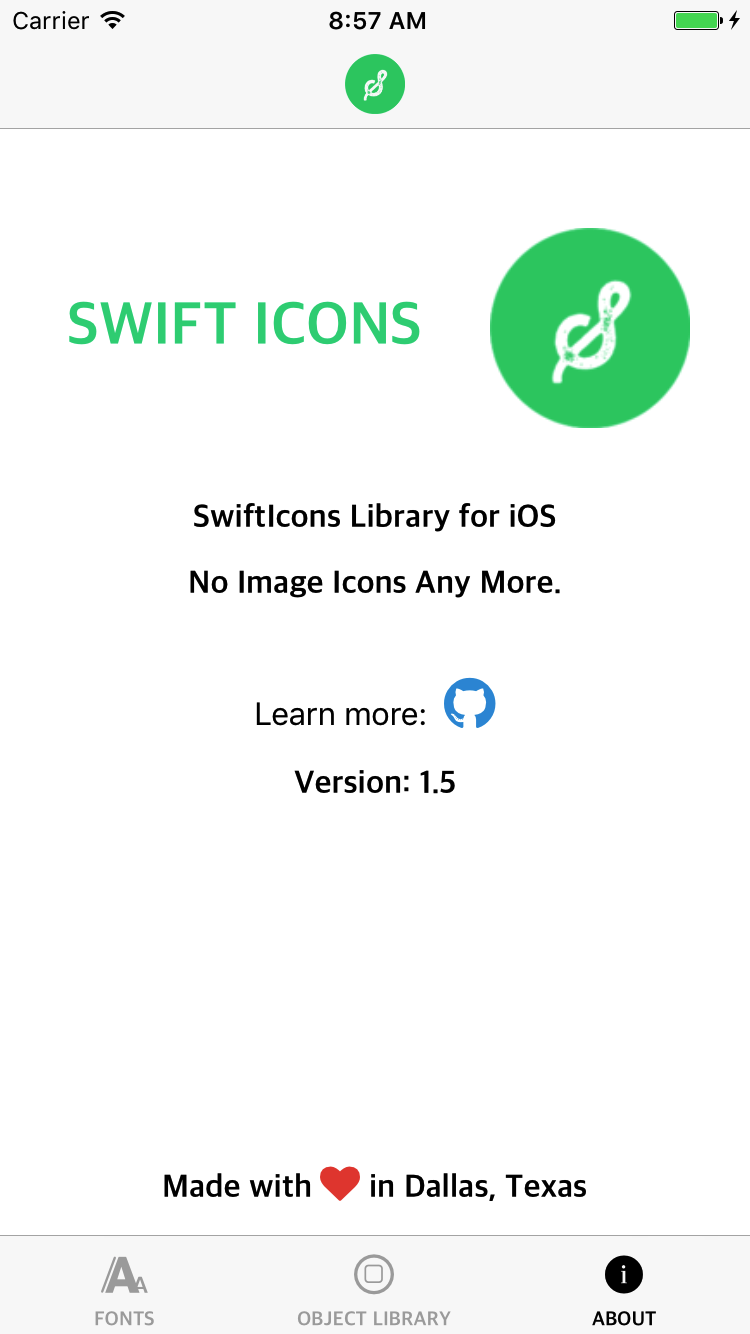 Carrier 8:57 AM
SWIFT ICONS
SwiftIcons Library for iOS
No Image Icons Any More.
Learn more:
Version: 1.5
Made with ❤ in Dallas, Texas
FONTS OBJECT LIBRARY ABOUT